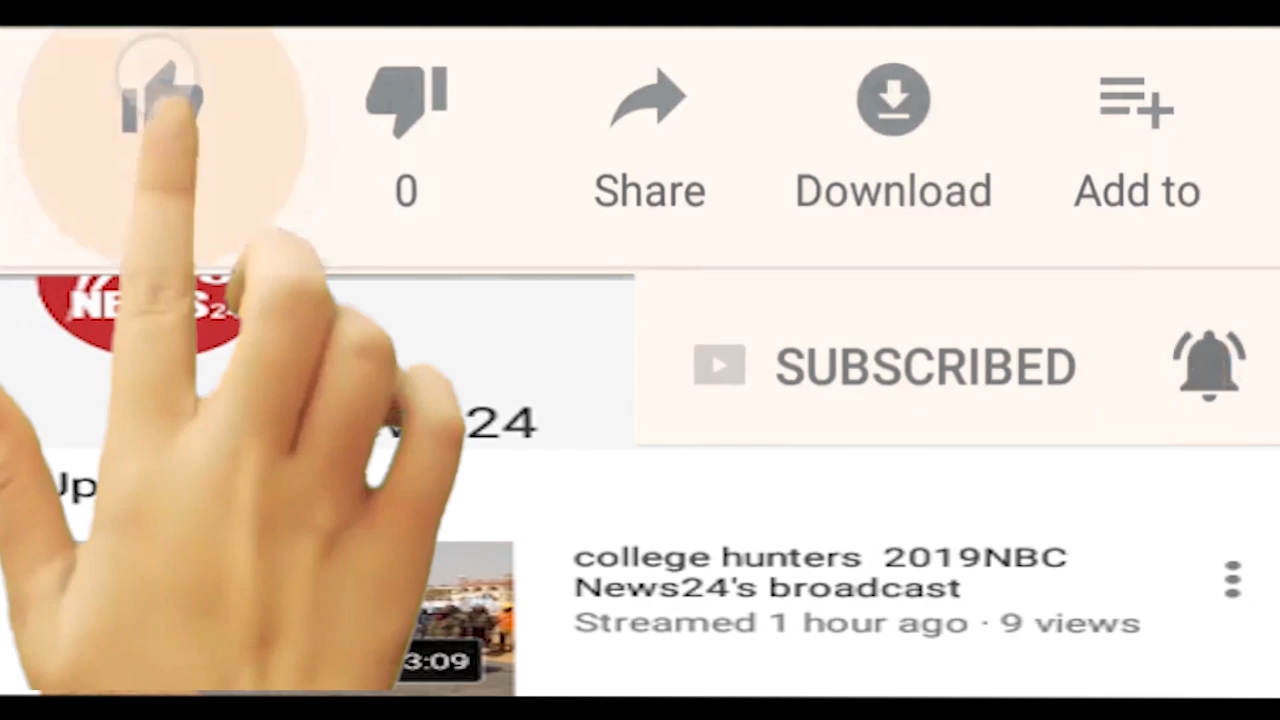 0
Share
Download
Add to
SUBSCRIBED
24
college hunters 2019NBC
News24's broadcast
Streamed 1 hour ago · 9 views
3:09